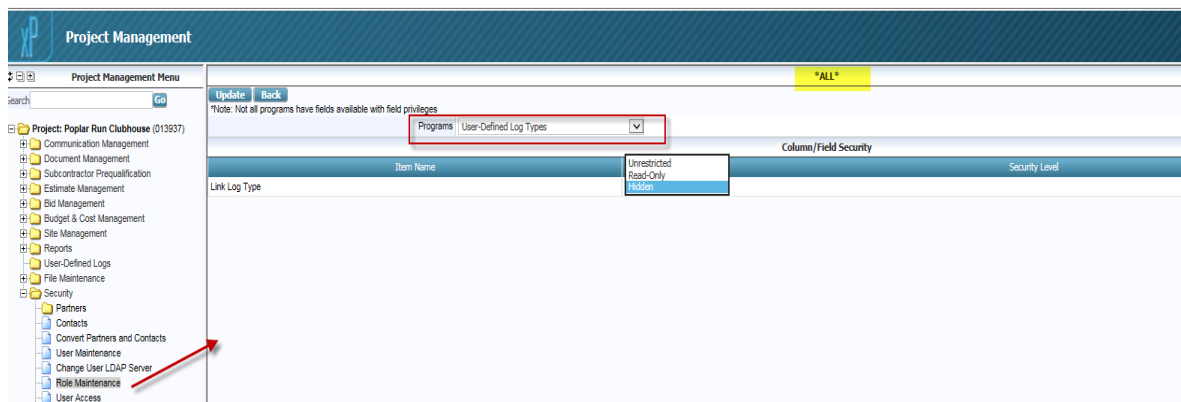 xP
Project Management
Project Management Menu
*ALL*
Search
Go
Update Back
*Note: Not all programs have fields available with field privileges
Programs User-Defined Log Types
Project: Poplar Run Clubhouse (013937)
Communication Management
Document Management
Subcontractor Prequalification
Estimate Management
Bid Management
Budget & Cost Management
Site Management
Reports
User-Defined Logs
File Maintenance
Security
Partners
Contacts
Convert Partners and Contacts
User Maintenance
Change User LDAP Server
Role Maintenance
User Access
Column/Field Security
Item Name
Security Level
Link Log Type
Unrestricted
Read-Only
Hidden